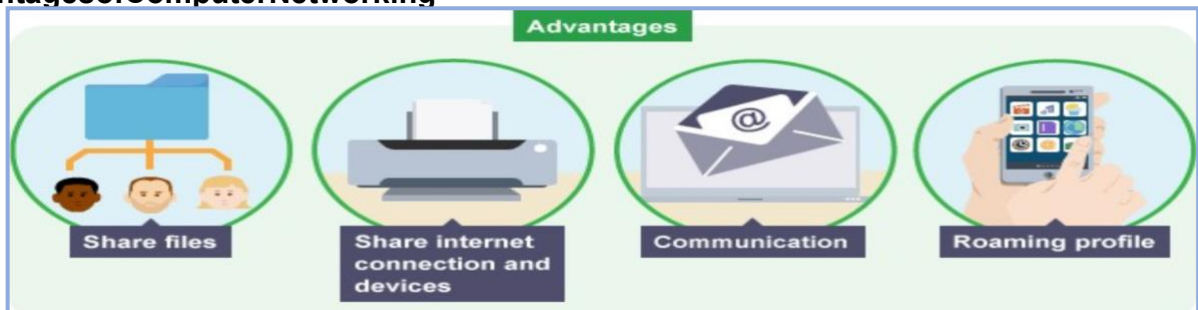 Advantages
@
Share files
Share internet
connection and
devices
Communication
Roaming profile